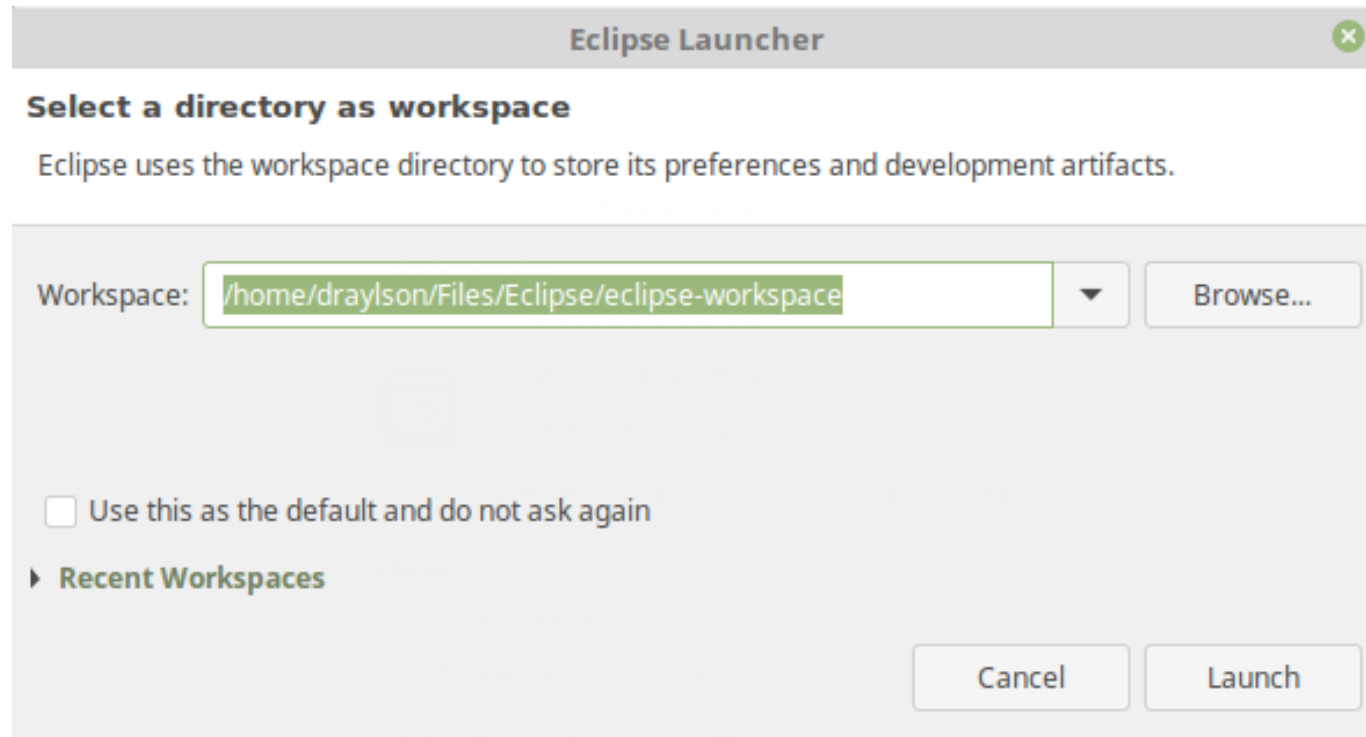 Eclipse Launcher
Select a directory as workspace
Eclipse uses the workspace directory to store its preferences and development artifacts.
Workspace: /home/draylson/Files/Eclipse/eclipse-workspace Browse...
Use this as the default and do not ask again
Recent Workspaces
Cancel Launch